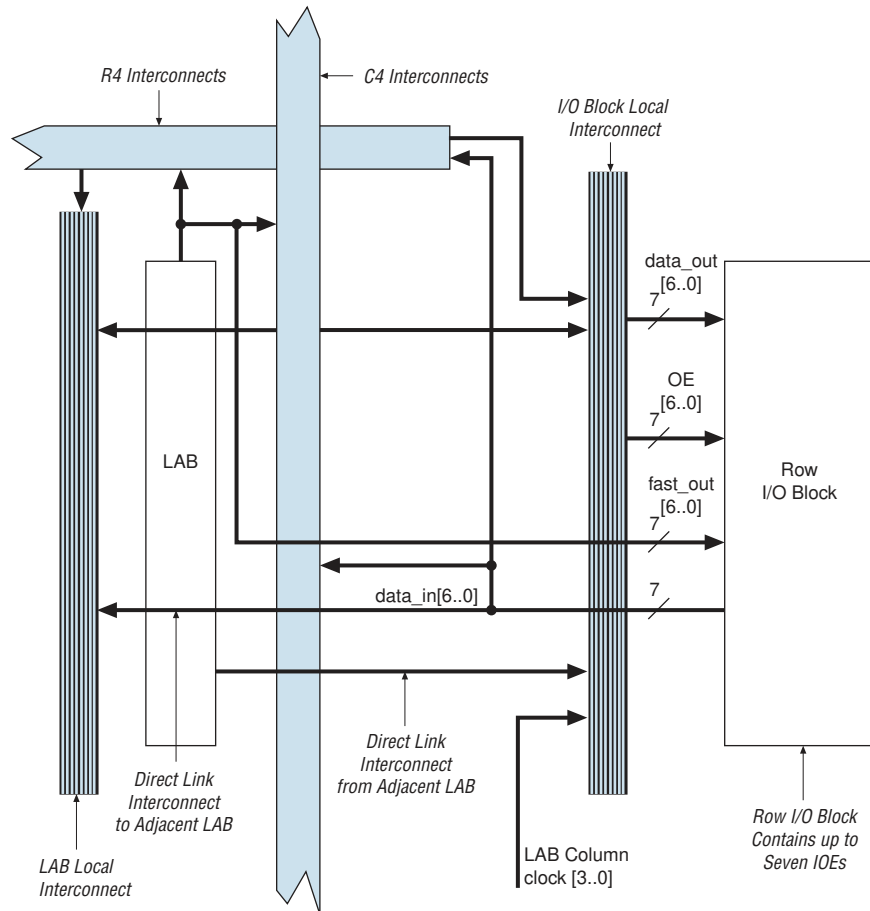 R4 Interconnects
C4 Interconnects
I/O Block Local
Interconnect
data_out
[6..0]
7
OE
[6..0]
7
LAB
Row
I/O Block
fast_out
[6..0]
7
data_in[6..0]
7
Direct Link
Interconnect
to Adjacent LAB
Direct Link
Interconnect
from Adjacent LAB
Row I/O Block
Contains up to
Seven IOEs
LAB Local
Interconnect
LAB Column
clock [3..0]